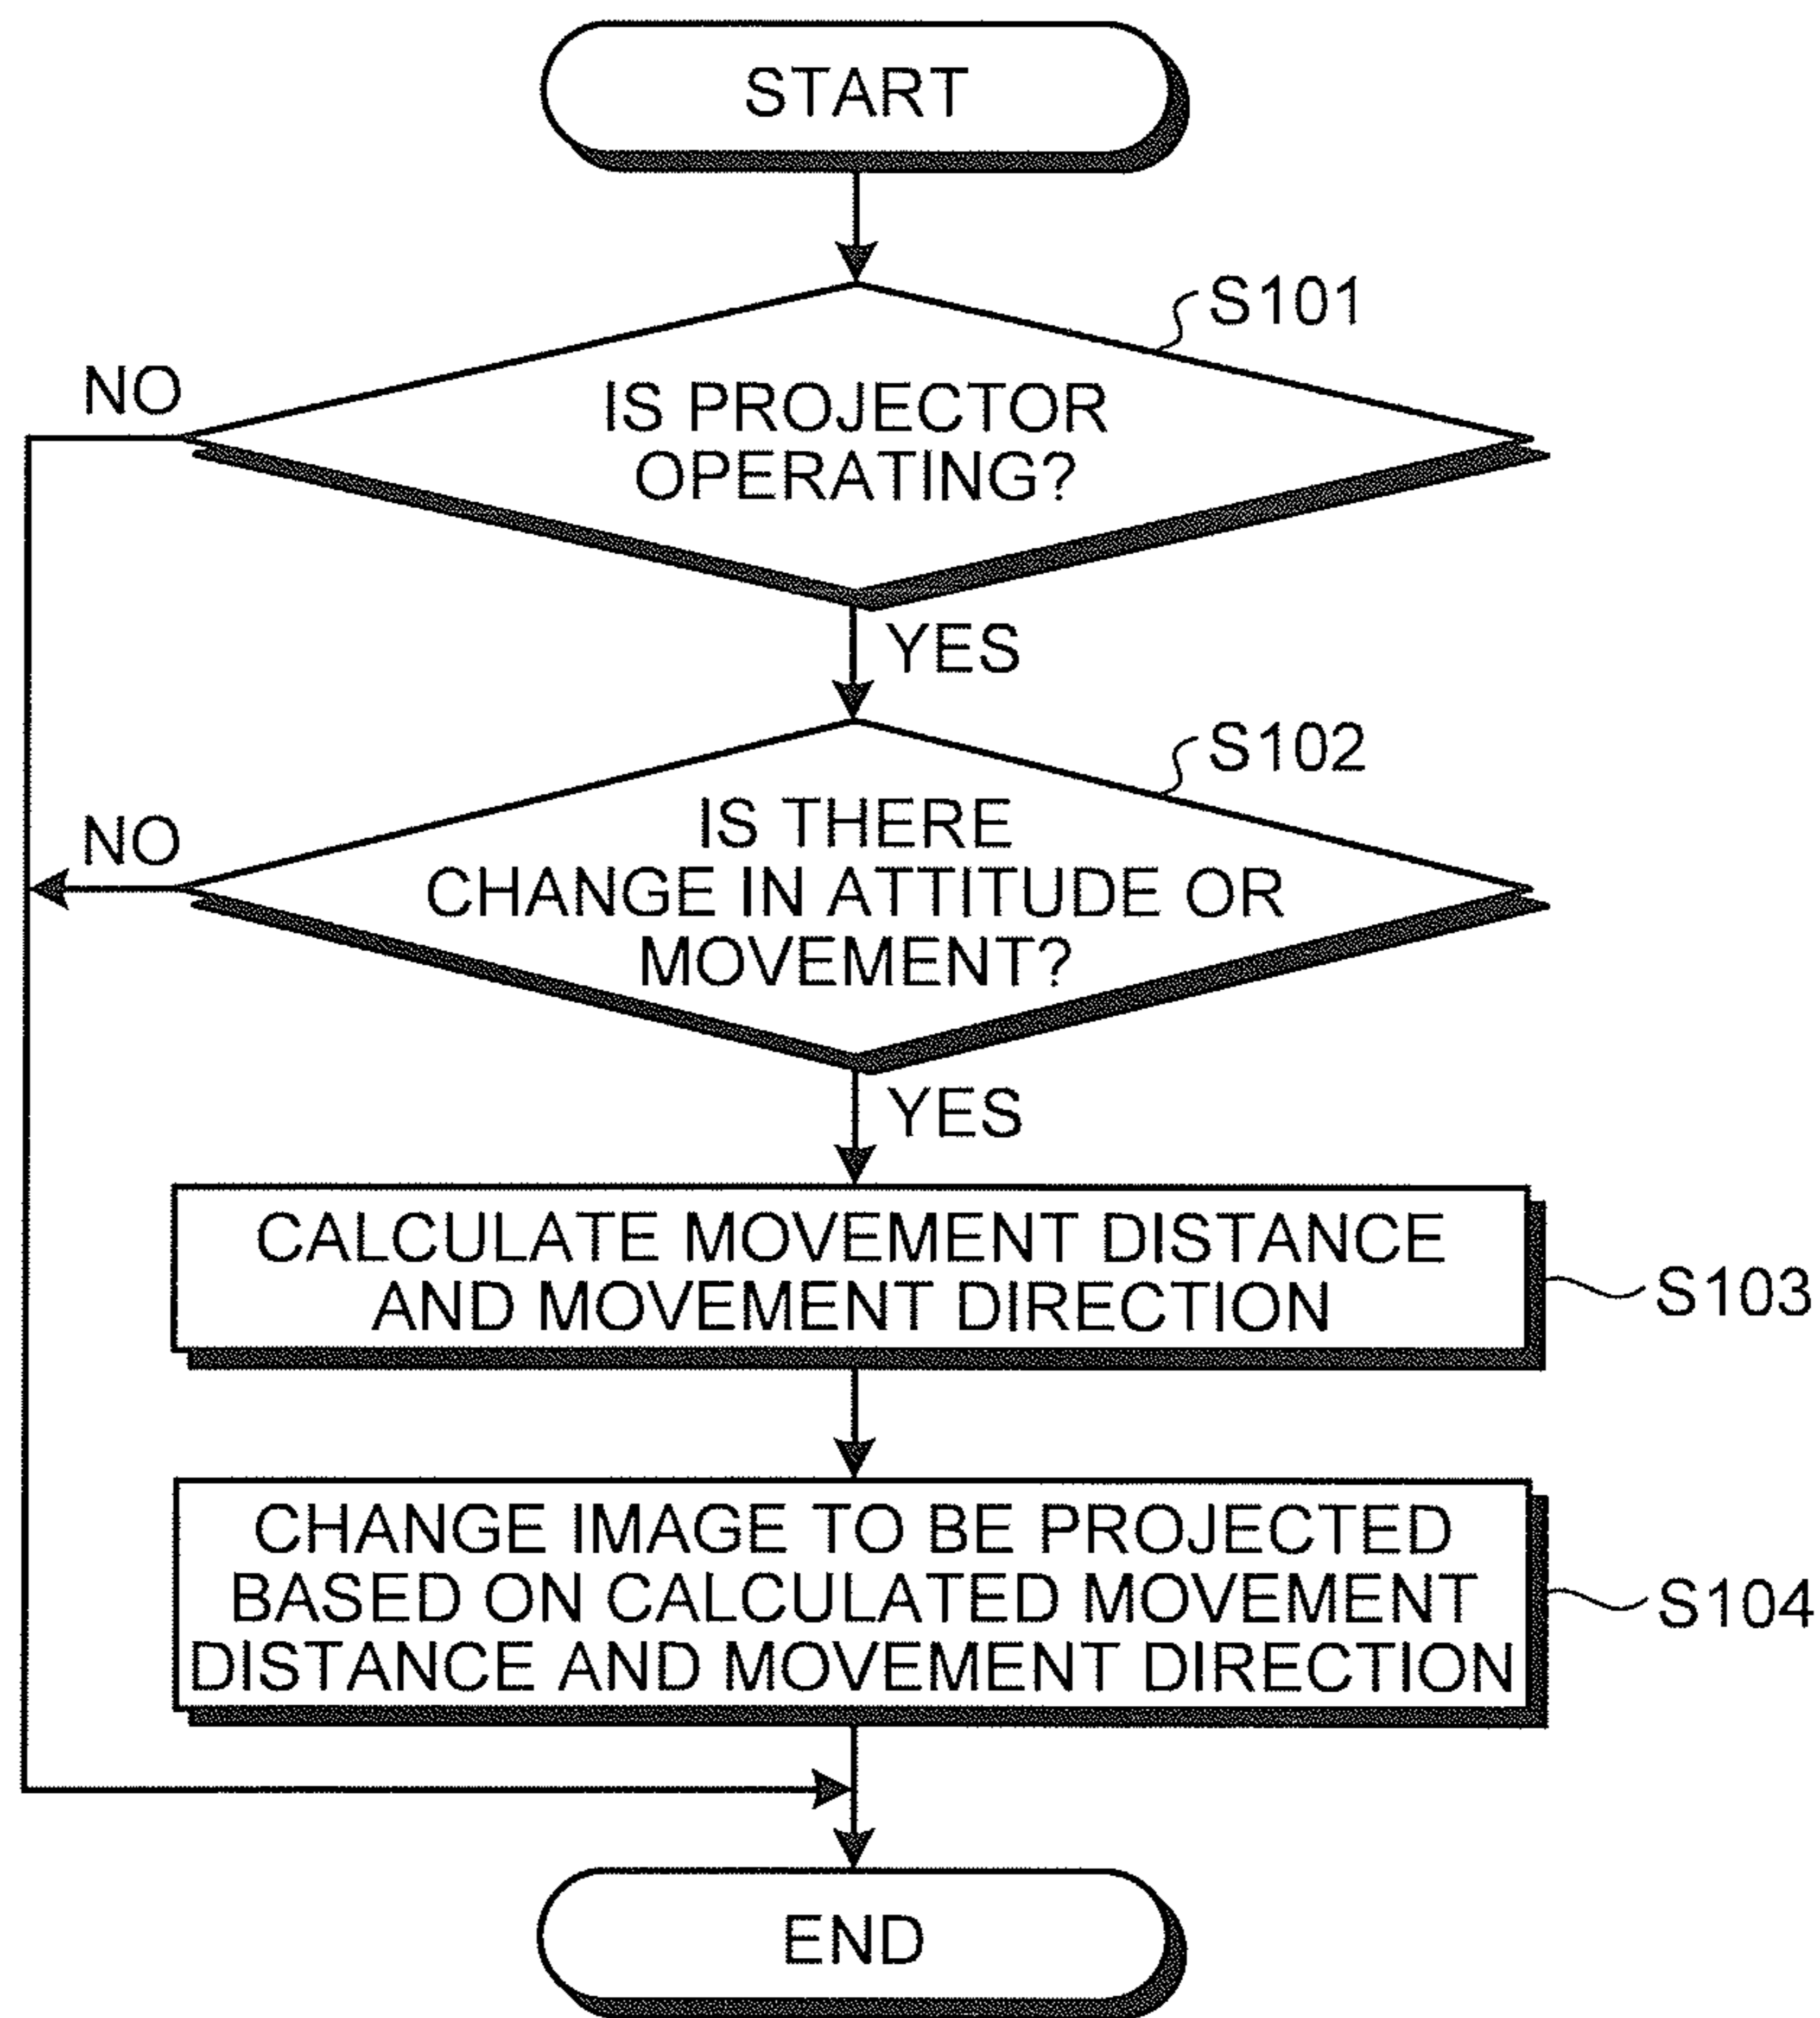 START
S101
NO
IS PROJECTOR
OPERATING?
YES
S102
NO
IS THERE
CHANGE IN ATTITUDE OR
MOVEMENT?
YES
CALCULATE MOVEMENT DISTANCE
AND MOVEMENT DIRECTION
S103
CHANGE IMAGE TO BE PROJECTED
BASED ON CALCULATED MOVEMENT
DISTANCE AND MOVEMENT DIRECTION
S104
END